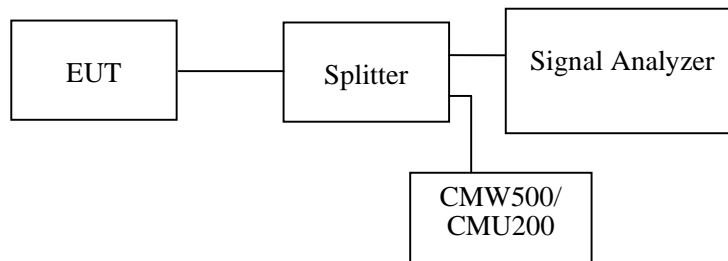 EUT
Splitter
Signal Analyzer
CMW500/
CMU200